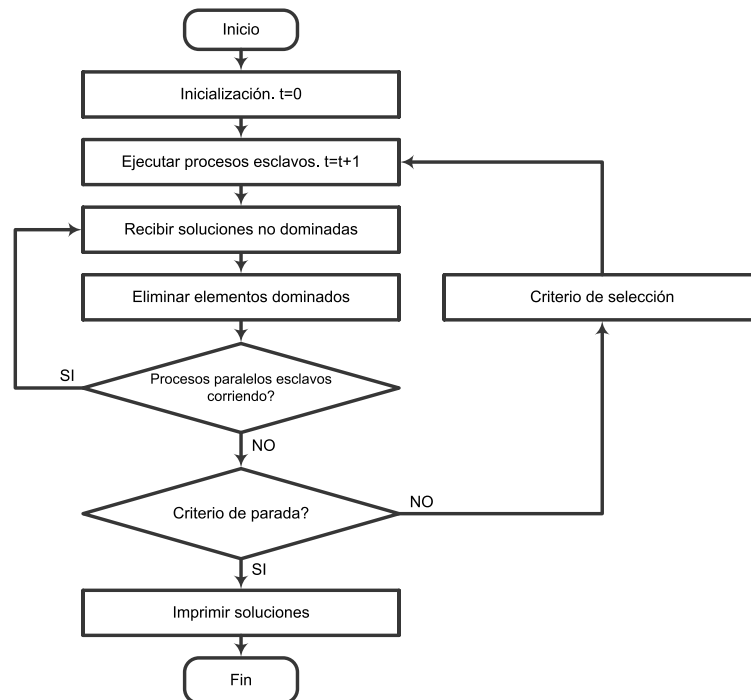 Inicio
Inicialización. t=0
Ejecutar procesos esclavos. t=t+1
Recibir soluciones no dominadas
Eliminar elementos dominados
Criterio de selección
SI
Procesos paralelos esclavos
corriendo?
NO
Criterio de parada?
NO
SI
Imprimir soluciones
Fin